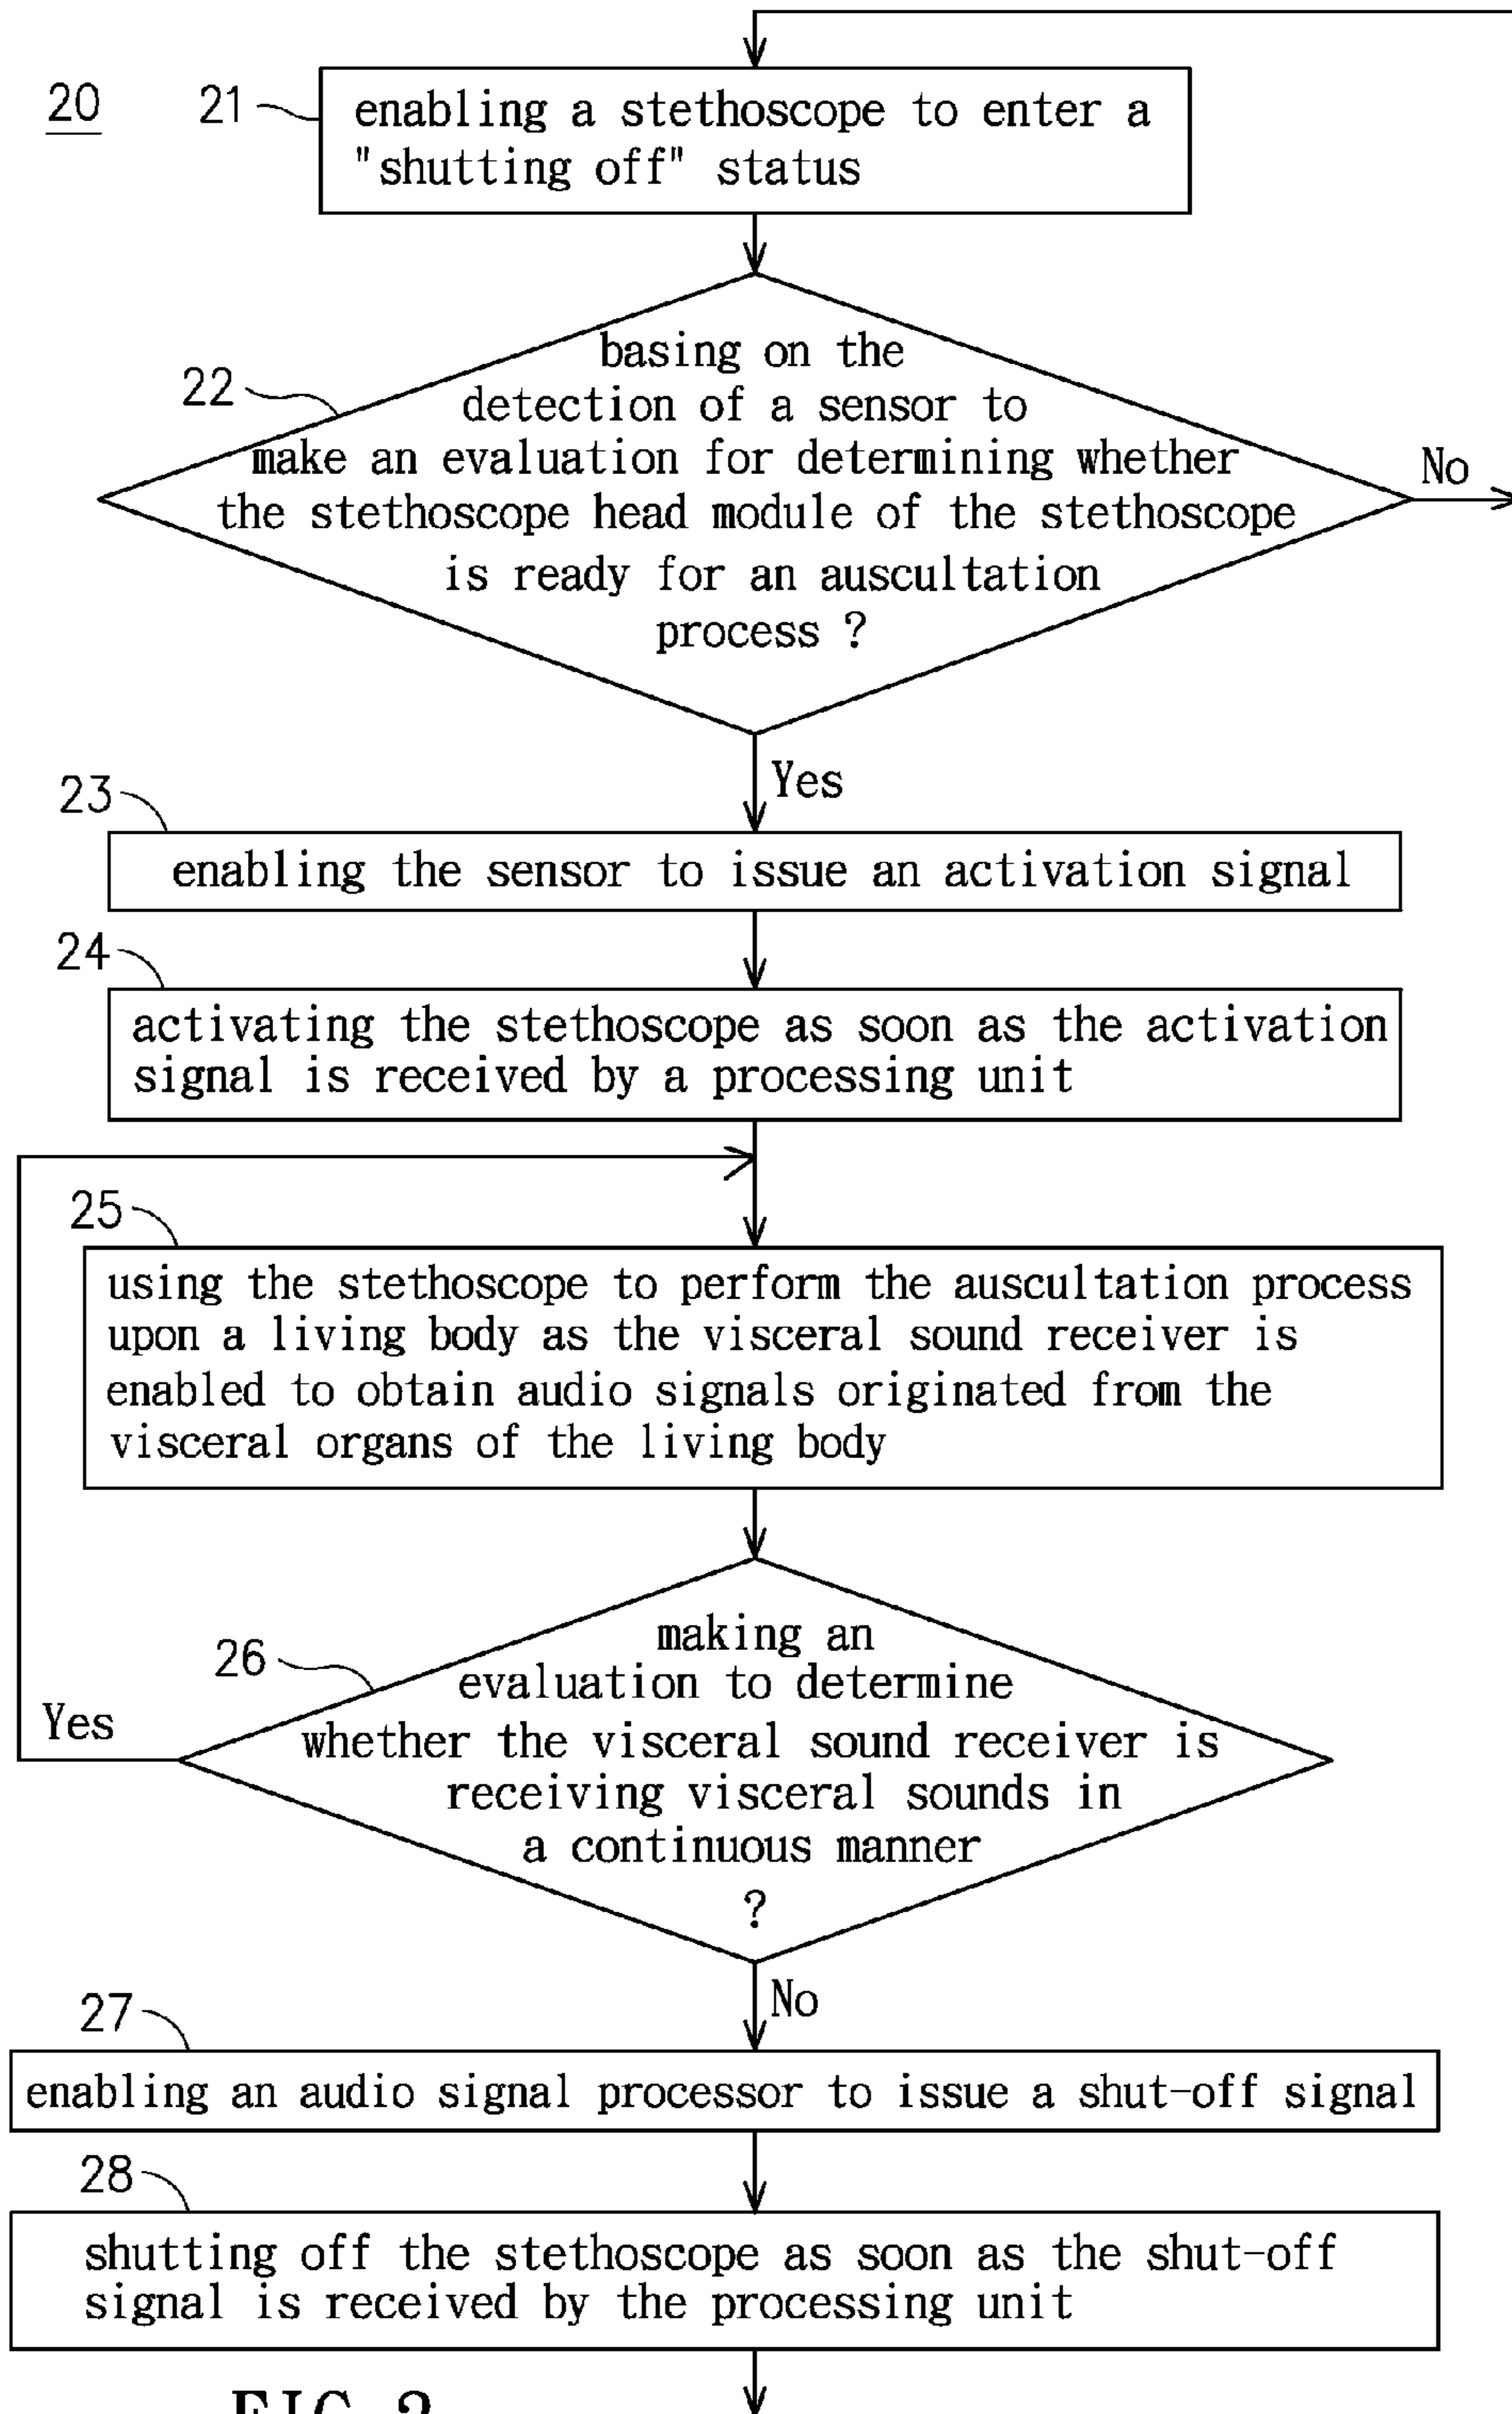 20
21
enabling a stethoscope to enter a
"shutting off" status
22
basing on the
detection of a sensor to
make an evaluation for determining whether
the stethoscope head module of the stethoscope
is ready for an auscultation
process ?
No
Yes
23
enabling the sensor to issue an activation signal
24
activating the stethoscope as soon as the activation
signal is received by a processing unit
25
using the stethoscope to perform the auscultation process
upon a living body as the visceral sound receiver is
enabled to obtain audio signals originated from the
visceral organs of the living body
26
making an
evaluation to determine
whether the visceral sound receiver is
receiving visceral sounds in
a continuous manner
?
Yes
No
27
enabling an audio signal processor to issue a shut-off signal
28
shutting off the stethoscope as soon as the shut-off
signal is received by the processing unit